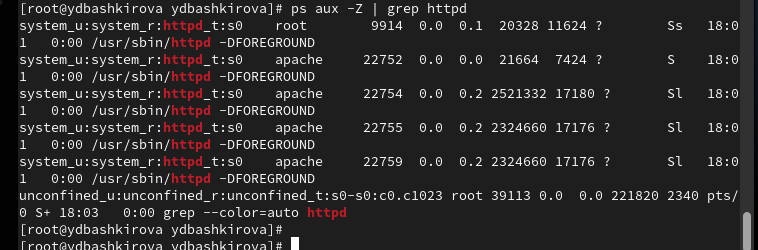 [root@ydbashkirova ydbashkirova]# ps aux -Z | grep httpd
system_u:system_r:httpd_t:s0    root        9914  0.0  0.1  20328 11624 ?        Ss   18:0
1   0:00 /usr/sbin/httpd -DFOREGROUND
system_u:system_r:httpd_t:s0    apache     22752  0.0  0.0  21664  7424 ?        S    18:0
1   0:00 /usr/sbin/httpd -DFOREGROUND
system_u:system_r:httpd_t:s0    apache     22754  0.0  0.2 2521332 17180 ?       Sl   18:0
1   0:00 /usr/sbin/httpd -DFOREGROUND
system_u:system_r:httpd_t:s0    apache     22755  0.0  0.2 2324660 17176 ?       Sl   18:0
1   0:00 /usr/sbin/httpd -DFOREGROUND
system_u:system_r:httpd_t:s0    apache     22759  0.0  0.2 2324660 17176 ?       Sl   18:0
1   0:00 /usr/sbin/httpd -DFOREGROUND
unconfined_u:unconfined_r:unconfined_t:s0-s0:c0.c1023 root 39113 0.0  0.0 221820 2340 pts/
0 S+ 18:03   0:00 grep --color=auto httpd
[root@ydbashkirova ydbashkirova]#
[root@ydbashkirova ydbashkirova]#